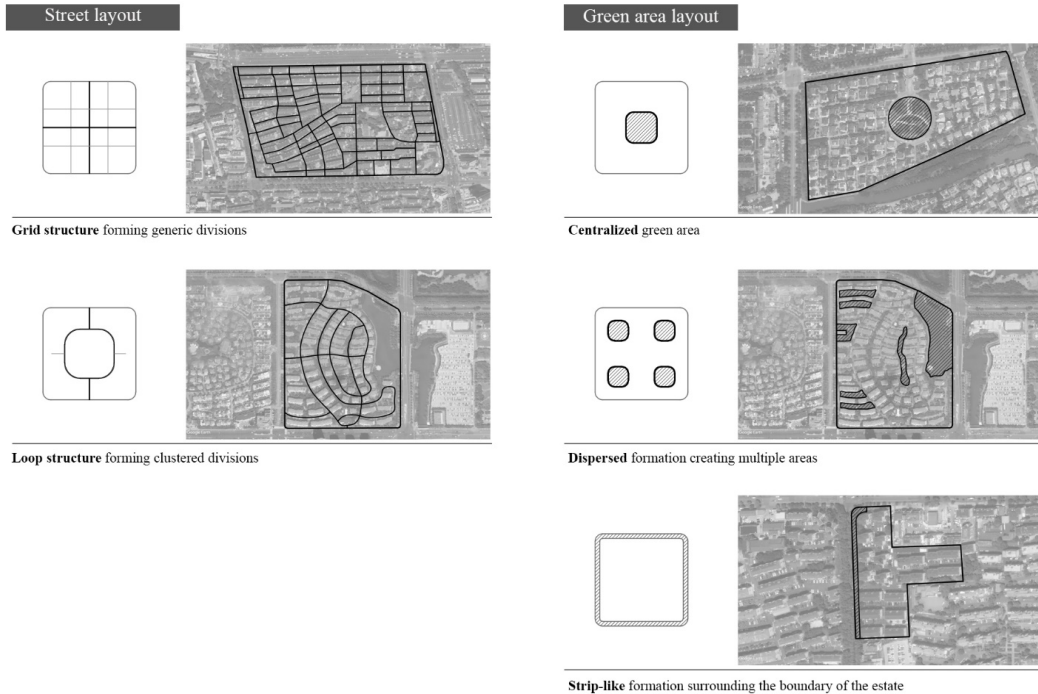 Street layout
Grid structure forming generic divisions
Loop structure forming clustered divisions
Green area layout
Centralized green area
Dispersed formation creating multiple areas
Strip-like formation surrounding the boundary of the estate